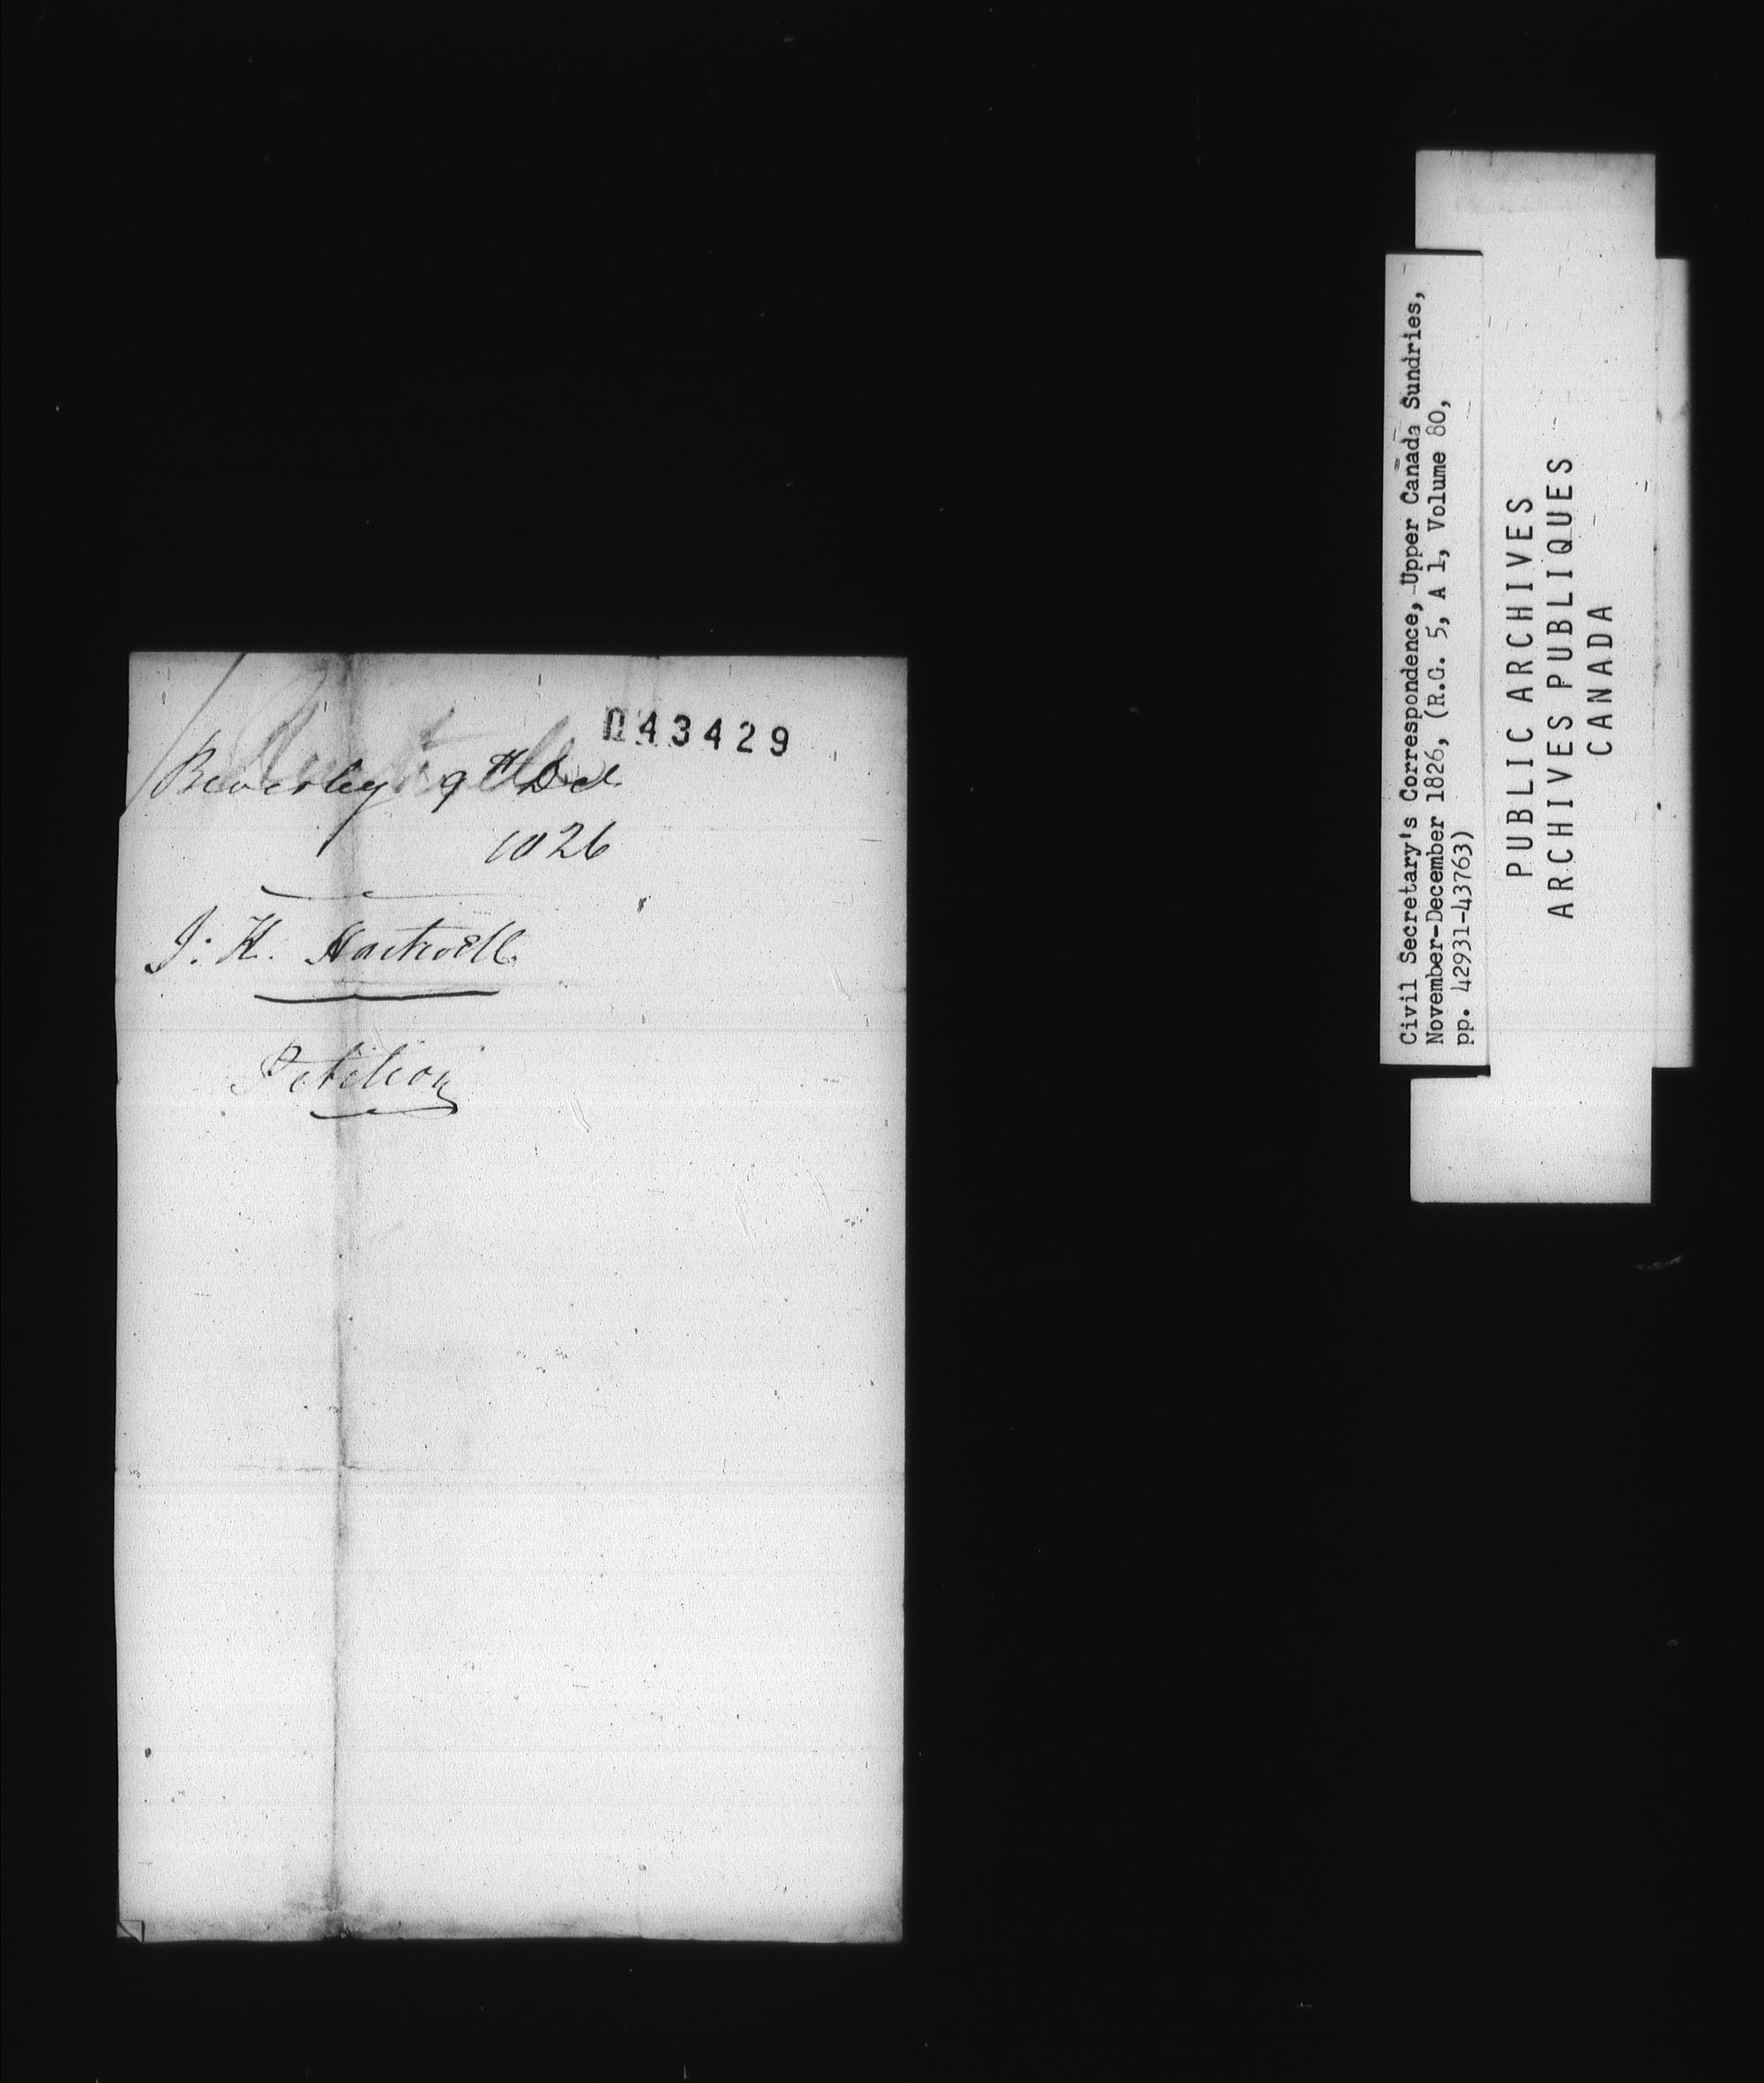 043429
Beverley 9th Dec
1826
J: K. Hartwell
Petition
Civil Secretary's Correspondence, Upper Canada Sundries,
November-December 1826, (R.G. 5, A 1, Volume 80,
pp. 42931-43763)
PUBLIC ARCHIVES
ARCHIVES PUBLIQUES
CANADA